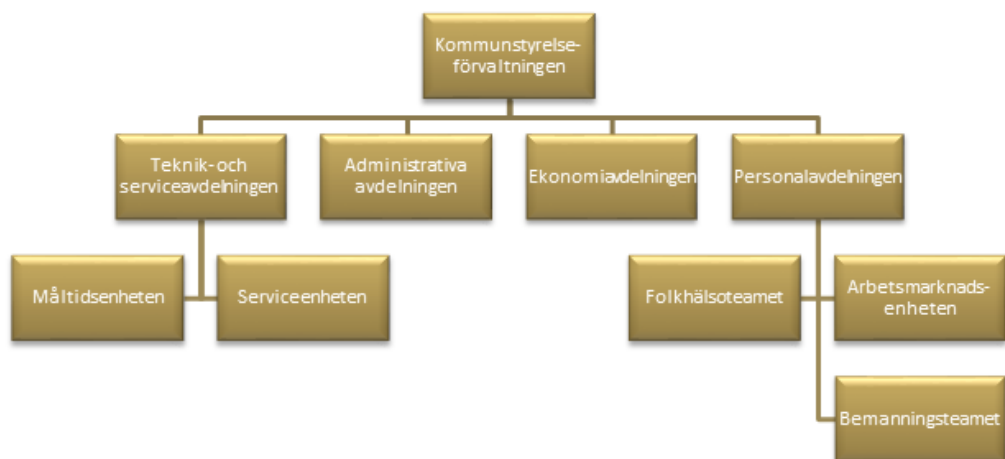 Kommunstyrelse-
förvaltningen
Teknik- och
serviceavdelningen
Administrativa
avdelningen
Ekonomiavdelningen
Personalavdelningen
Måltidsenheten
Serviceenheten
Folkhälsoteamet
Arbetsmarknads-
enheten
Bemanningsteamet